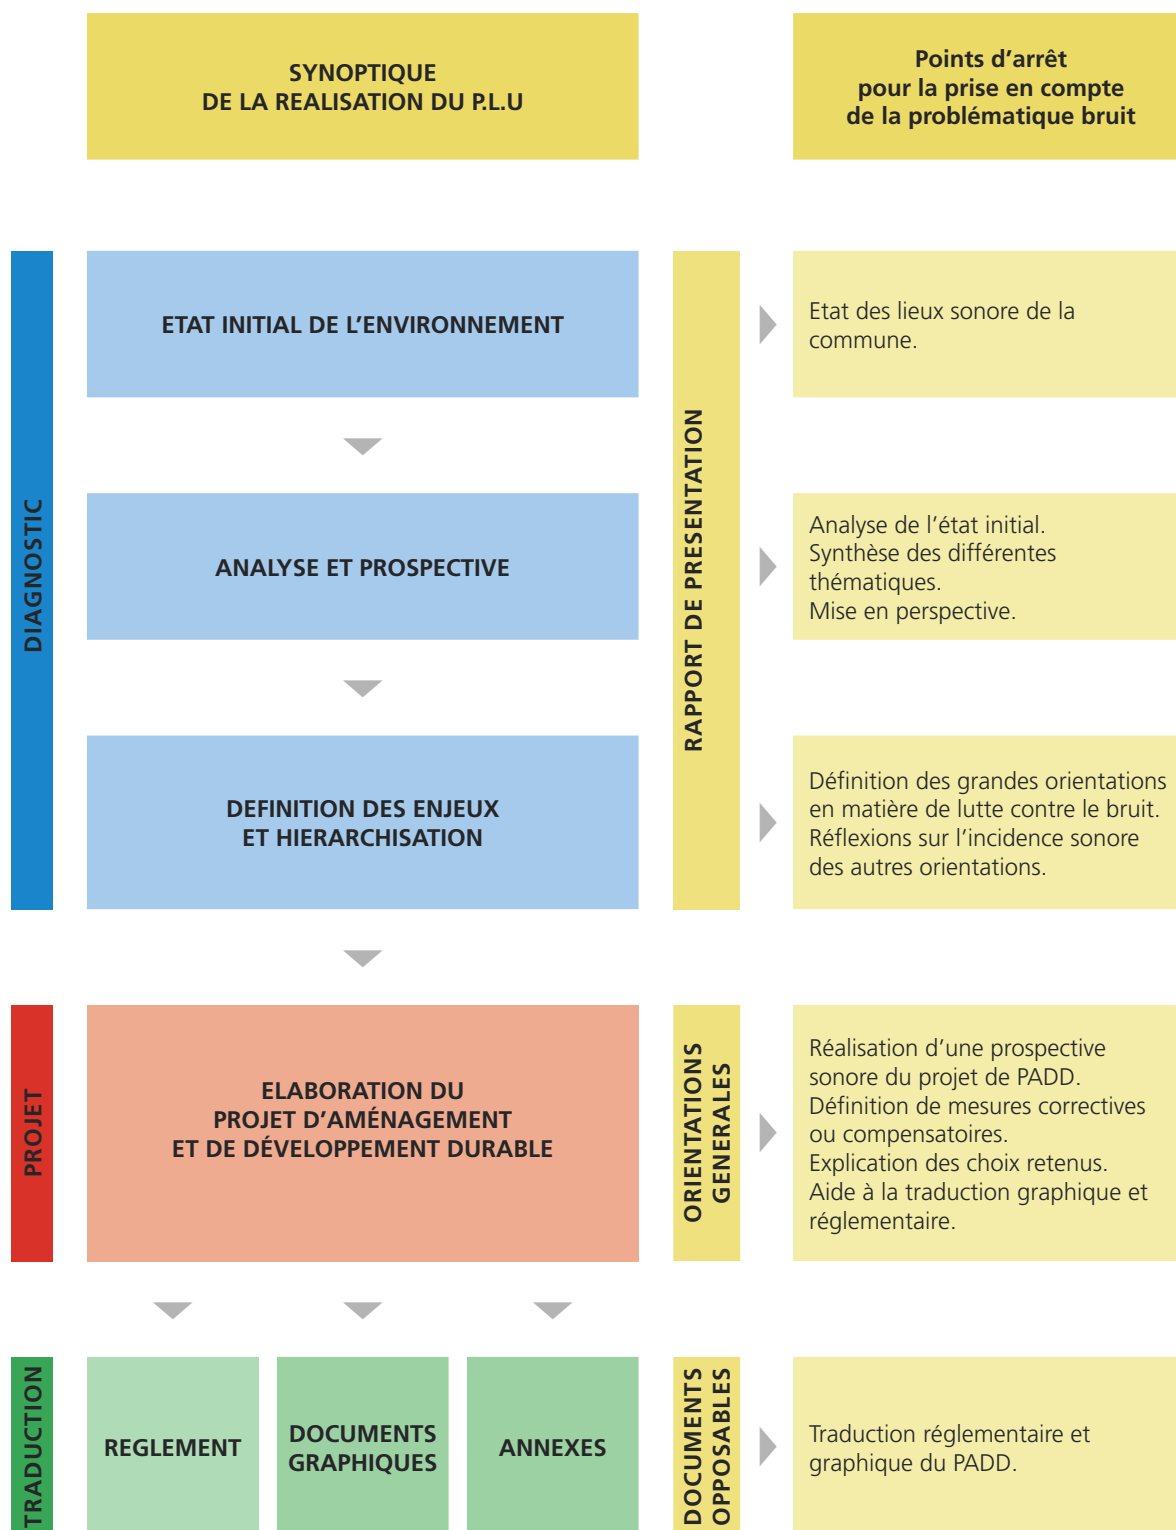 SYNOPTIQUE
DE LA REALISATION DU P.L.U
Points d'arrêt
pour la prise en compte
de la problématique bruit
DIAGNOSTIC
ETAT INITIAL DE L'ENVIRONNEMENT
RAPPORT DE PRESENTATION
Etat des lieux sonore de la
commune.
ANALYSE ET PROSPECTIVE
Analyse de l'état initial.
Synthèse des différentes
thématiques.
Mise en perspective.
DEFINITION DES ENJEUX
ET HIERARCHISATION
Définition des grandes orientations
en matière de lutte contre le bruit.
Réflexions sur l'incidence sonore
des autres orientations.
PROJET
ELABORATION DU
PROJET D'AMÉNAGEMENT
ET DE DÉVELOPPEMENT DURABLE
ORIENTATIONS
GENERALES
Réalisation d'une prospective
sonore du projet de PADD.
Définition de mesures correctives
ou compensatoires.
Explication des choix retenus.
Aide à la traduction graphique et
réglementaire.
TRADUCTION
REGLEMENT
DOCUMENTS
GRAPHIQUES
ANNEXES
DOCUMENTS
OPPOSABLES
Traduction réglementaire et
graphique du PADD.